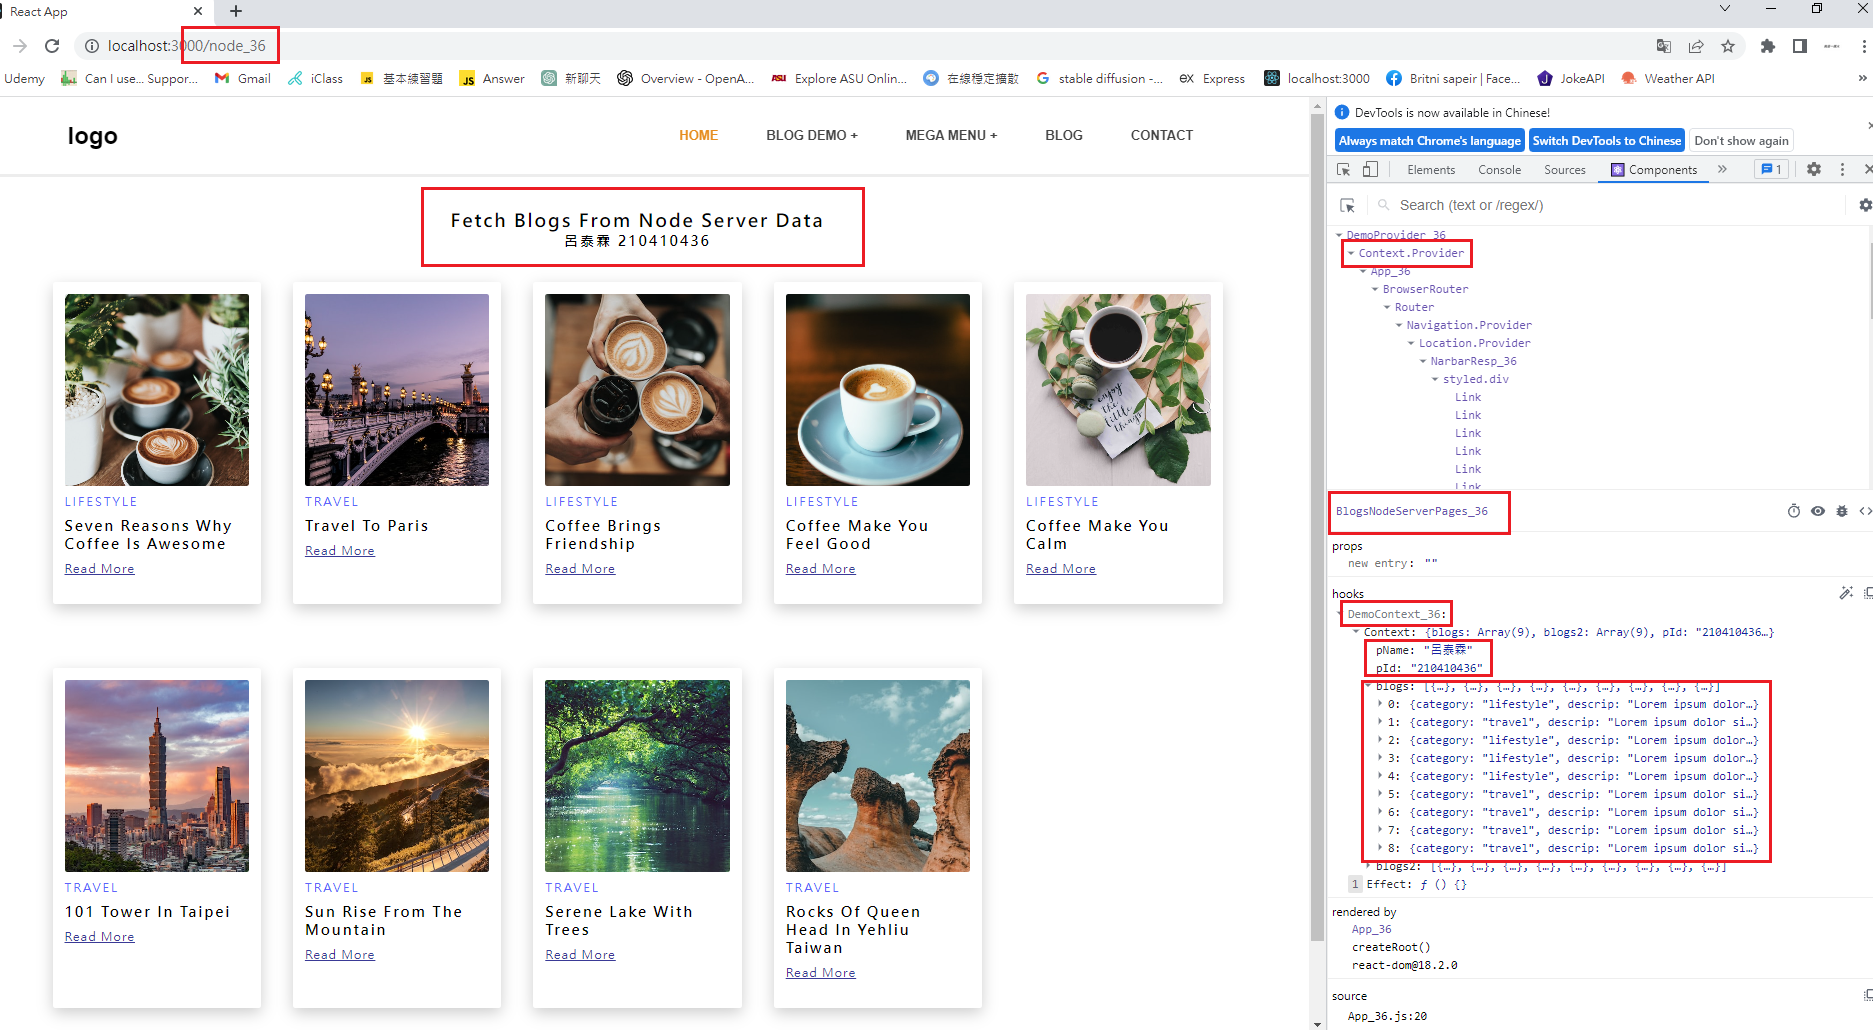 React App
localhost:3000/node_36
Udemy
Can I use... Suppor...
Gmail
iClass
基本練習題
Answer
新聊天
Overview - OpenA...
Explore ASU Onlin...
在線穩定擴散
stable diffusion -...
Express
localhost:3000
Britni sapeir | Face...
JokeAPI
Weather API
logo
HOME
BLOG DEMO +
MEGA MENU +
BLOG
CONTACT
Fetch Blogs From Node Server Data
呂泰霖 210410436
LIFESTYLE
Seven Reasons Why
Coffee Is Awesome
Read More
TRAVEL
Travel To Paris
Read More
LIFESTYLE
Coffee Brings
Friendship
Read More
LIFESTYLE
Coffee Make You
Feel Good
Read More
enjoy
the
little
things
LIFESTYLE
Coffee Make You
Calm
Read More
TRAVEL
101 Tower In Taipei
Read More
TRAVEL
Sun Rise From The
Mountain
Read More
TRAVEL
Serene Lake With
Trees
Read More
TRAVEL
Rocks Of Queen
Head In Yehliu
Taiwan
Read More
DevTools is now available in Chinese!
Always match Chrome's language
Switch DevTools to Chinese
Don't show again
Elements
Console
Sources
Components
1
Search (text or /regex/)
DemoProvider_36
Context.Provider
App_36
BrowserRouter
Router
Navigation.Provider
Location.Provider
NarbarResp_36
styled.div
Link
Link
Link
Link
Link
Link
BlogsNodeServerPages_36
props
new entry: ""
hooks
DemoContext_36:
Context: {blogs: Array(9), blogs2: Array(9), pId: "210410436…}
pName: "呂泰霖"
pId: "210410436"
blogs: [{…}, {…}, {…}, {…}, {…}, {…}, {…}, {…}, {…}]
0: {category: "lifestyle", descrip: "Lorem ipsum dolor…}
1: {category: "travel", descrip: "Lorem ipsum dolor si…}
2: {category: "lifestyle", descrip: "Lorem ipsum dolor…}
3: {category: "lifestyle", descrip: "Lorem ipsum dolor…}
4: {category: "lifestyle", descrip: "Lorem ipsum dolor…}
5: {category: "travel", descrip: "Lorem ipsum dolor si…}
6: {category: "travel", descrip: "Lorem ipsum dolor si…}
7: {category: "travel", descrip: "Lorem ipsum dolor si…}
8: {category: "travel", descrip: "Lorem ipsum dolor si…}
blogs2: [{…}, {…}, {…}, {…}, {…}, {…}, {…}, {…}, {…}]
1 Effect: ƒ () {}
rendered by
App_36
createRoot()
react-dom@18.2.0
source
App_36.js:20